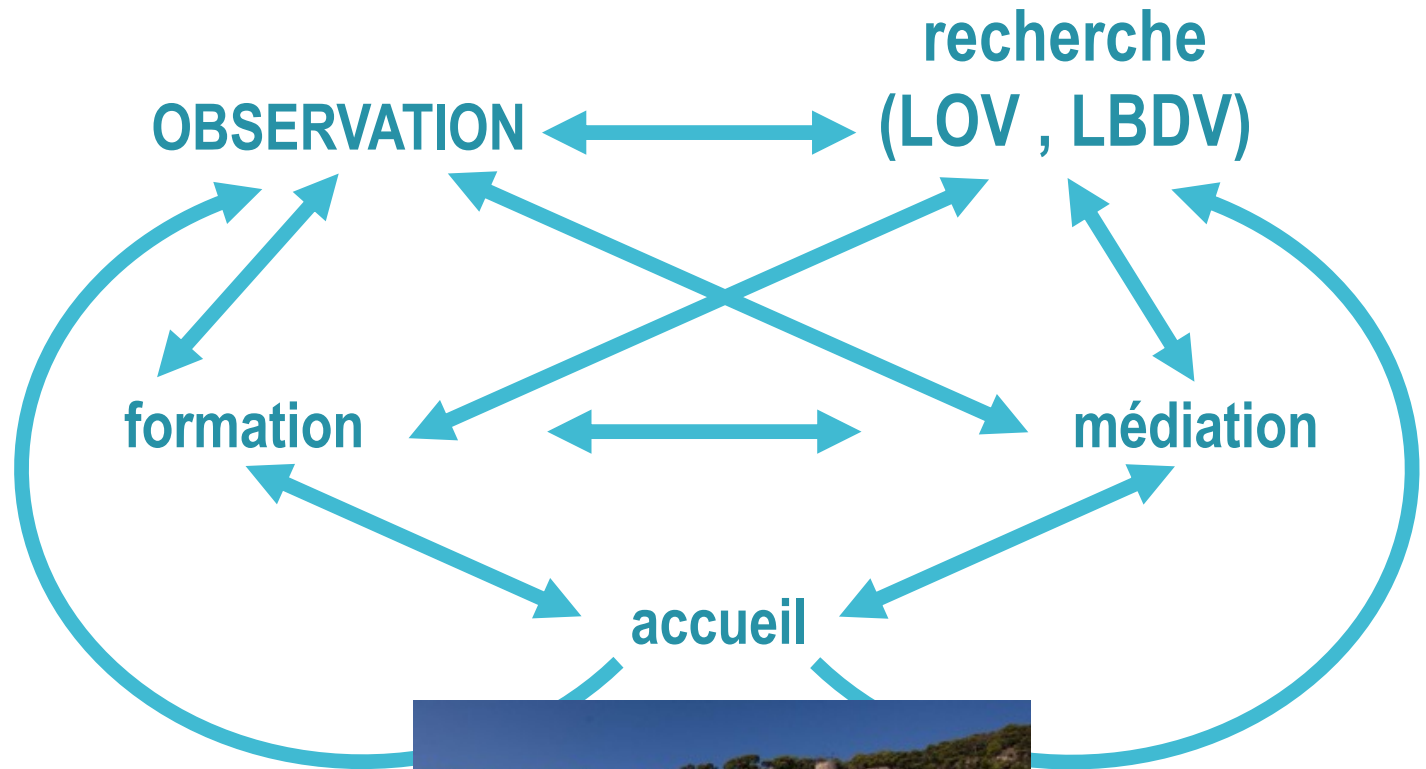 recherche
OBSERVATION
(LOV , LBDV)
formation
médiation
accueil